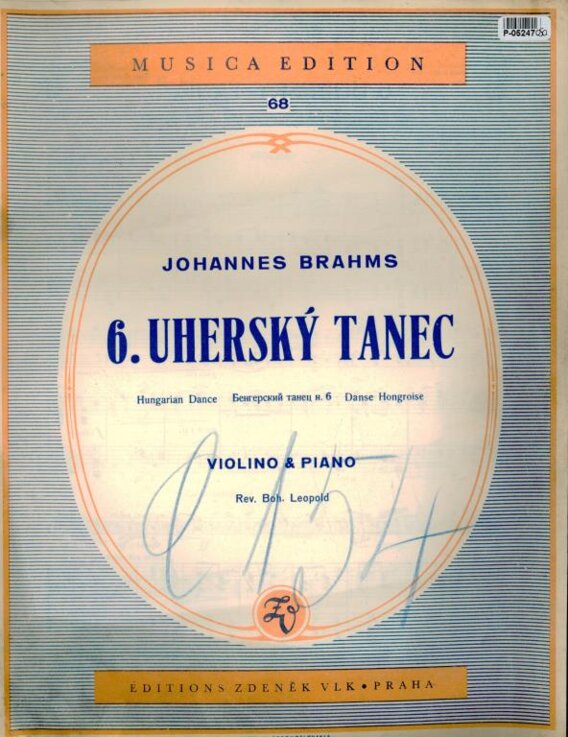 P-05247
MUSICA EDITION
68
JOHANNES BRAHMS
6. UHERSKÝ TANEC
Hungarian Dance Бенгерский танец н. 6 Danse Hongroise
VIOLINO & PIANO
Rev. Boh. Leopold
154
EDITIONS ZDENĚK VLK • PRAHA